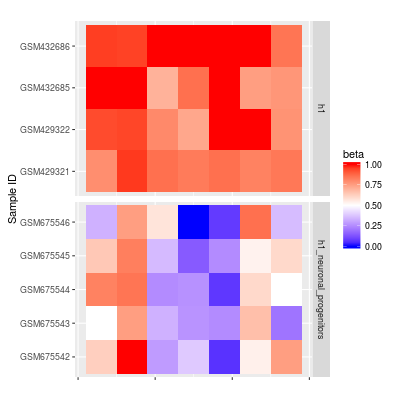 GSM432686
GSM432685
GSM429322
GSM429321
h1
GSM675546
GSM675545
GSM675544
GSM675543
GSM675542
h1_neuronal_progenitors
Sample ID
beta
1.00
0.75
0.50
0.25
0.00